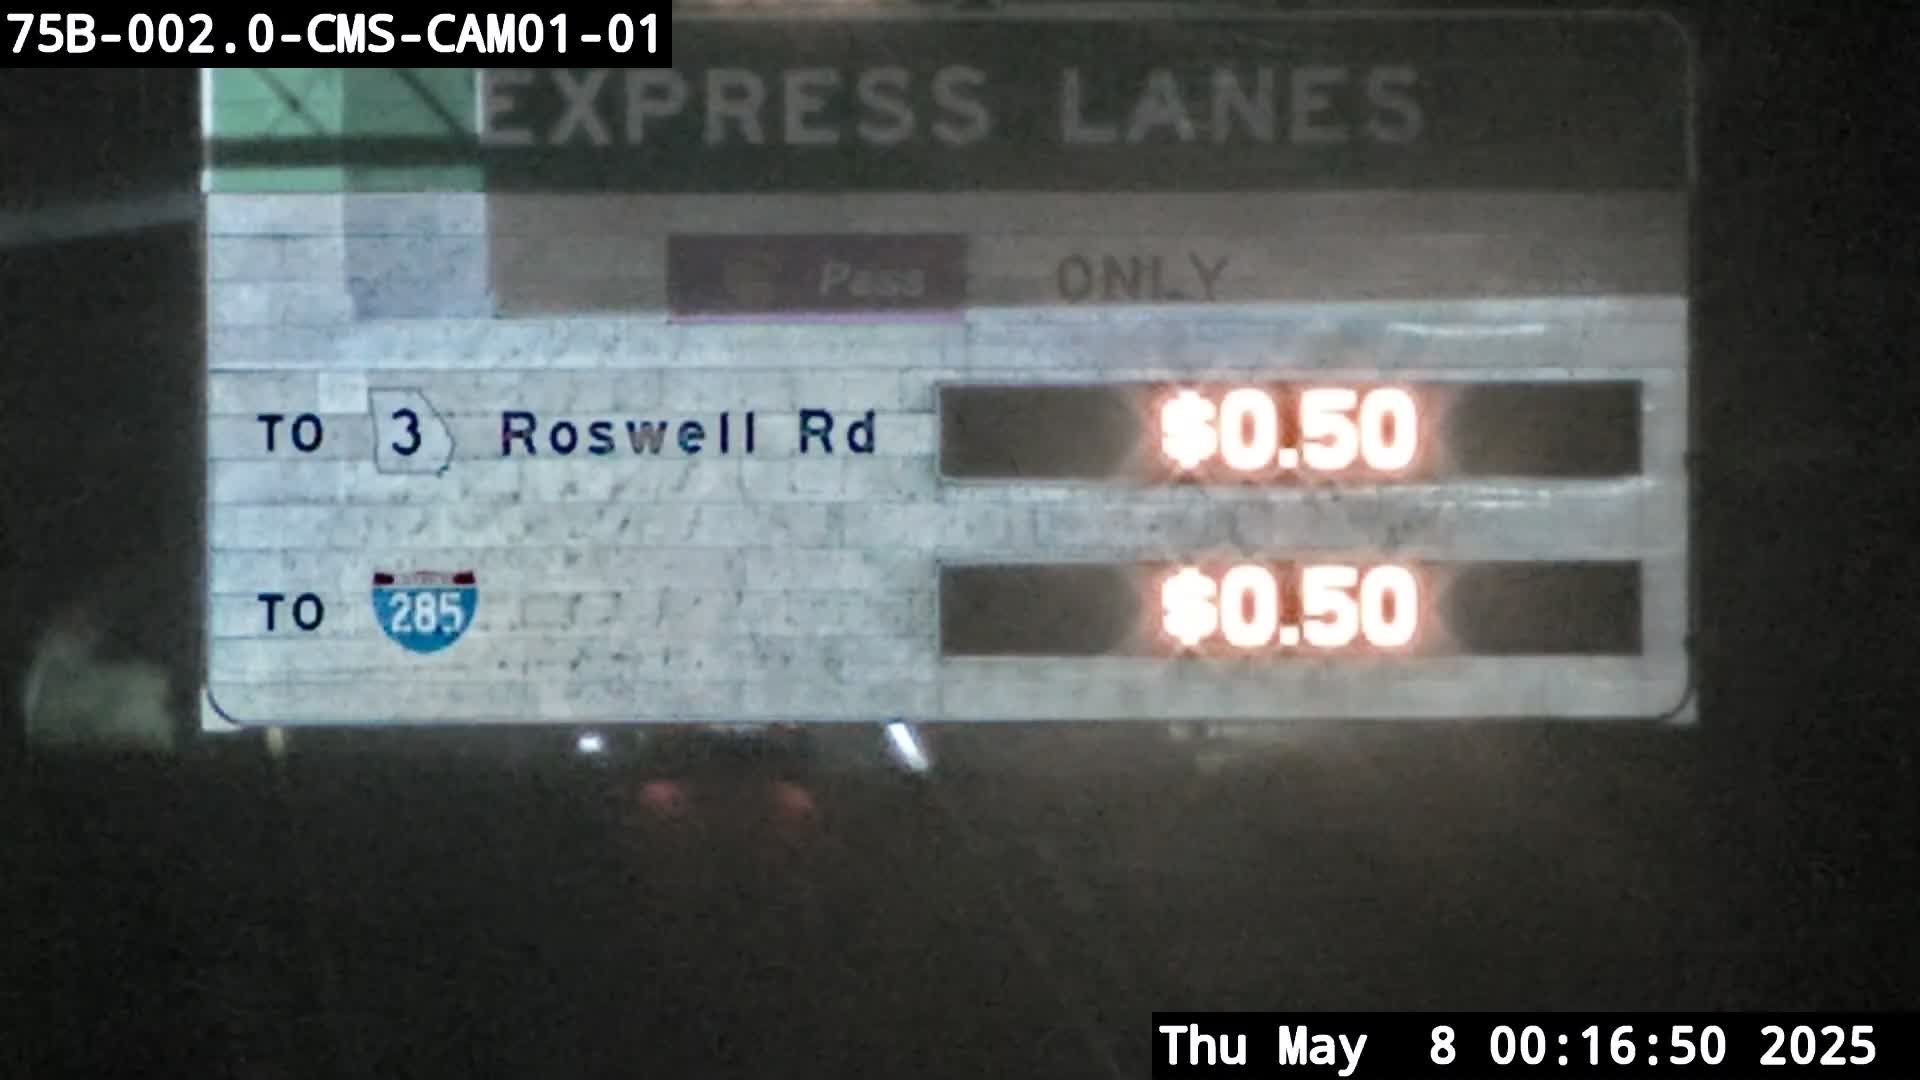 75B-002.0-CMS-CAM01-01
EXPRESS LANES
Pass ONLY
TO 3 Roswell Rd $0.50
TO 285 $0.50
Thu May 8 00:16:50 2025